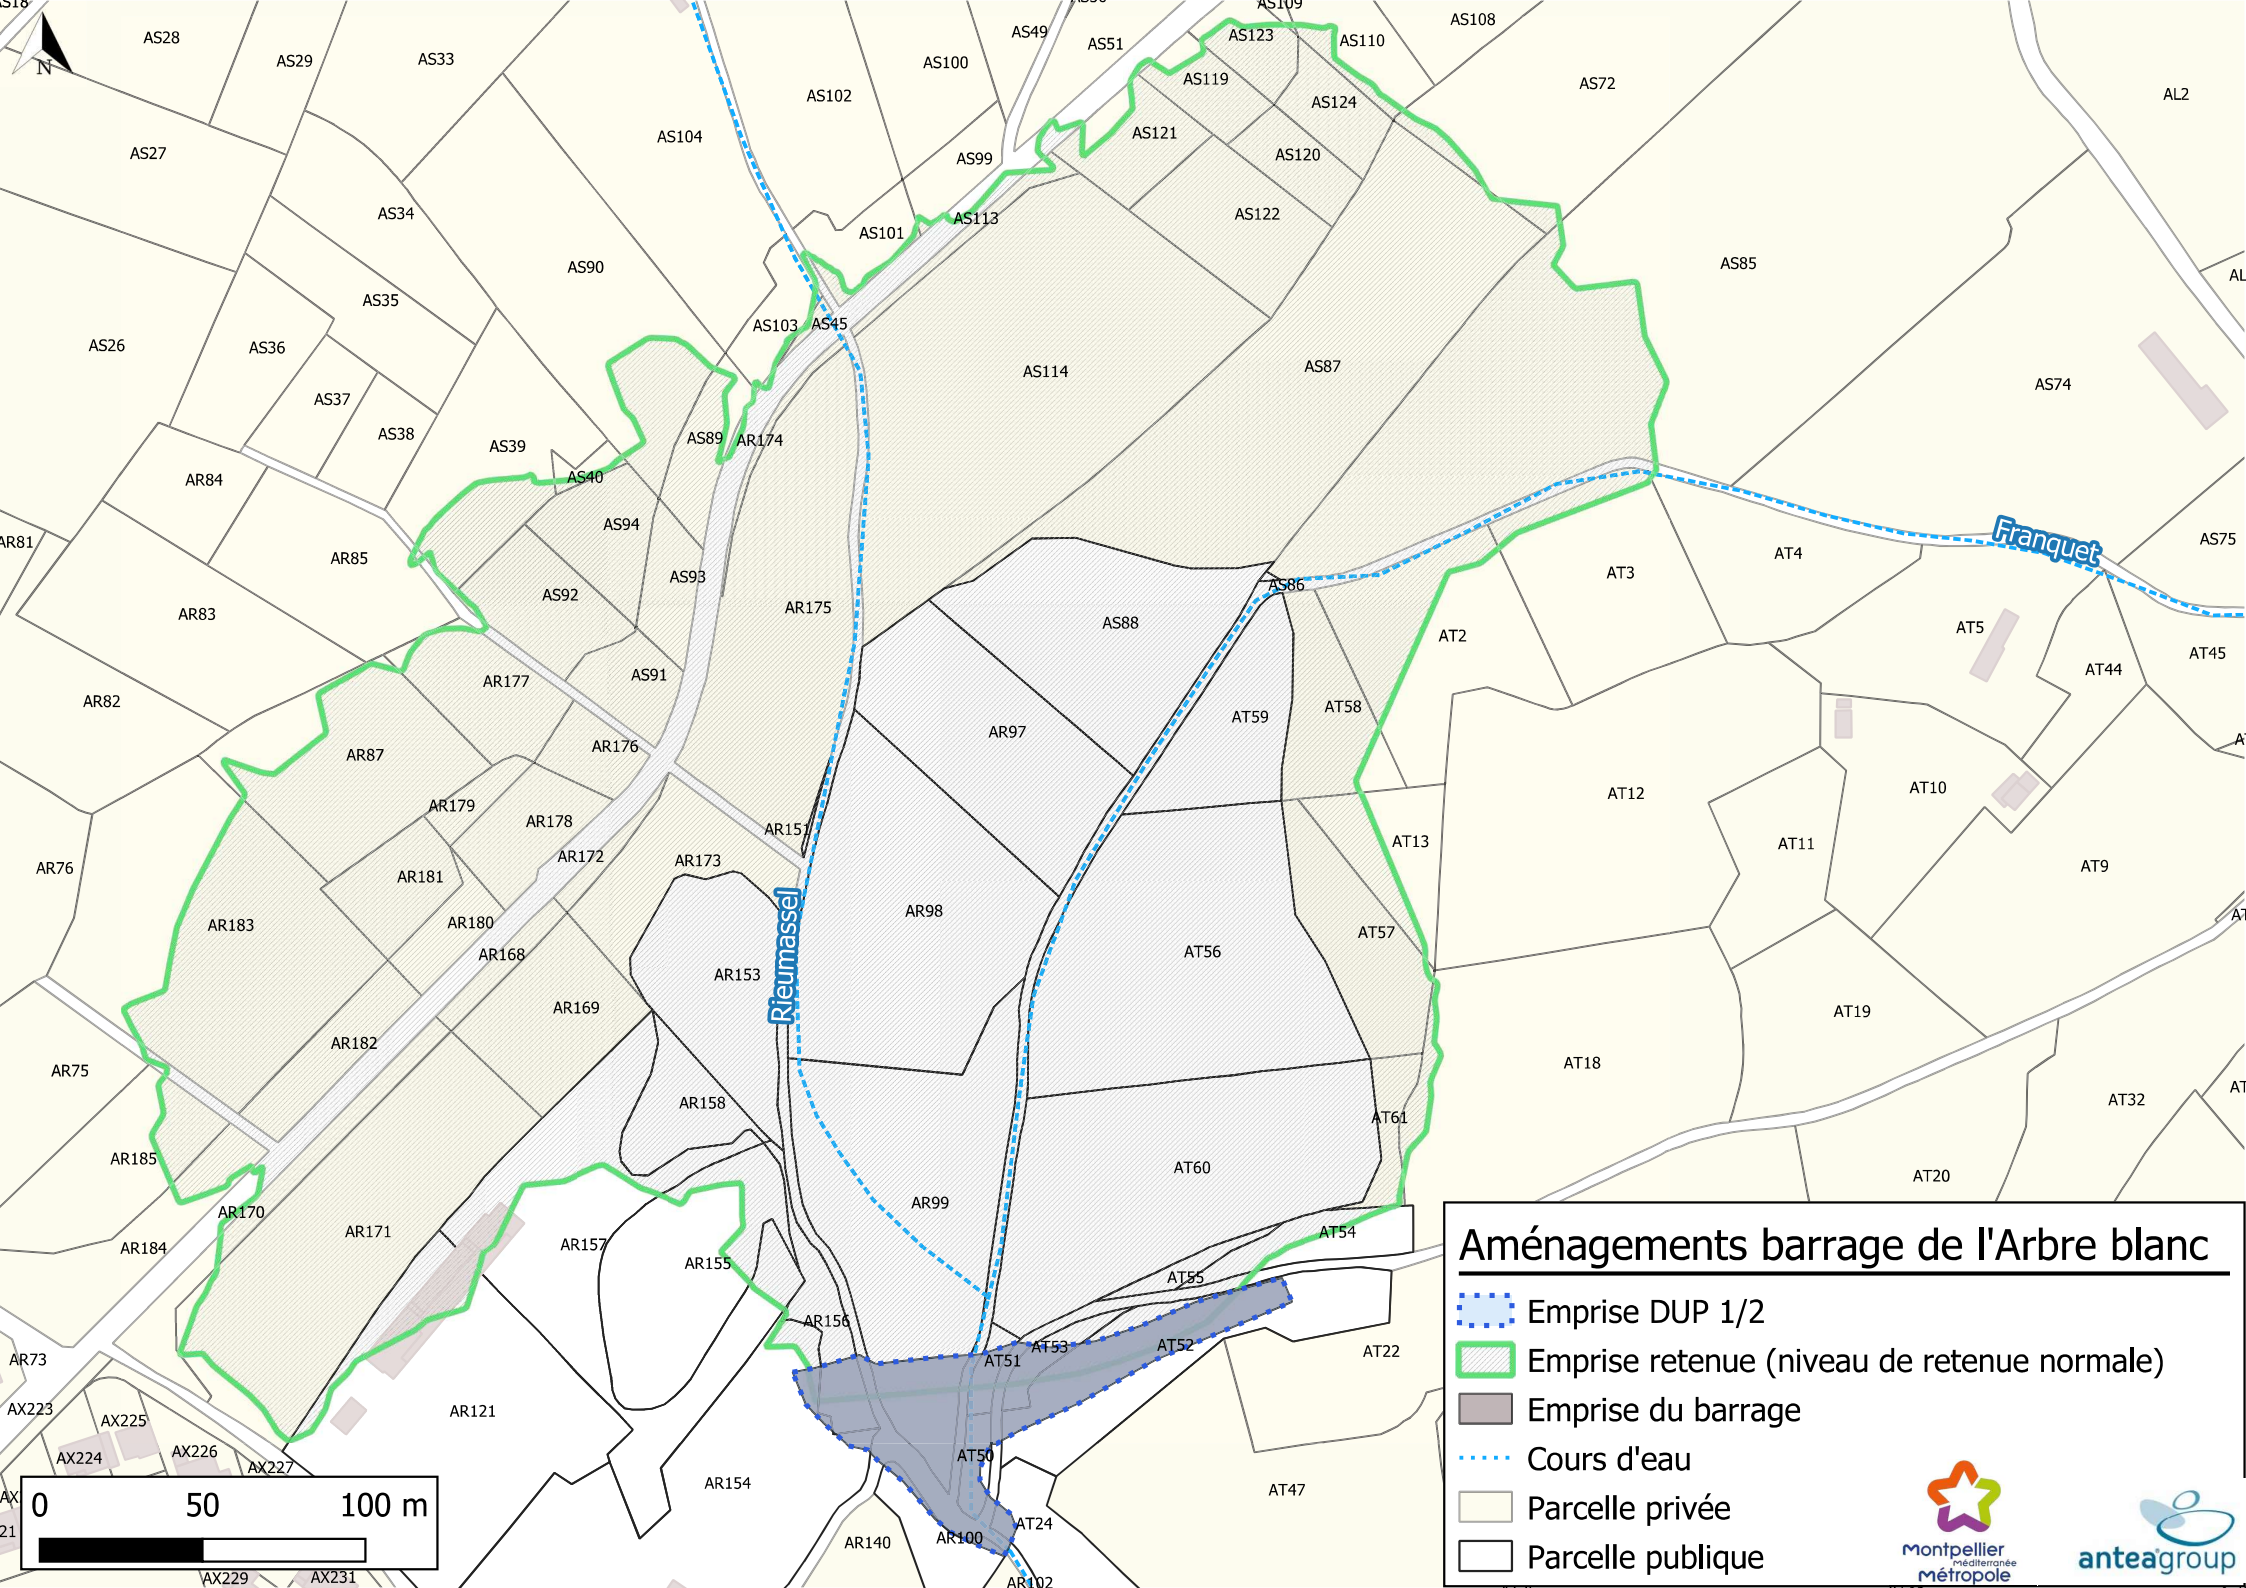 AS28
AS29
AS33
AS49
AS51
AS109
AS123
AS110
AS108
AS100
AS102
AS72
AL2
N
AS119
AS124
AS104
AS121
AS27
AS99
AS120
AS34
AS101
AS113
AS122
AS90
AS85
AS35
AS103
AS45
AS26
AS36
AS114
AS87
AS74
AS37
AS38
AS39
AS89
AR174
AS40
AR84
AS94
AR81
AR85
Franquet
AS75
AT4
AT3
AS93
AS86
AS92
AR83
AR175
AS88
AT5
AT2
AT45
AT44
AS91
AR177
AR82
AT58
AT59
AR97
AR176
AR87
AT12
AT10
AR179
AR178
AR151
AT13
AT11
AR172
AR173
AR76
AR181
AT9
AR98
AR183
AR180
AT57
Rieumassel
AT56
AR168
AR153
AR169
AT19
AR182
AR75
AT18
AR158
AT61
AT32
AR185
AT60
AT20
AR99
AR170
AR171
AT54
AR184
AR157
AR155
AT55
AR156
AT53
AT52
AT51
AT22
AR73
AX223
AX225
AR121
AX224
AX226
AX227
AT50
AR154
AT47
AT24
AR100
AR140
AX229
AX231
AR102
0 50 100 m
Aménagements barrage de l'Arbre blanc
Emprise DUP 1/2
Emprise retenue (niveau de retenue normale)
Emprise du barrage
Cours d'eau
Parcelle privée
Parcelle publique
Montpellier
Méditerranée
Métropole
anteagroup